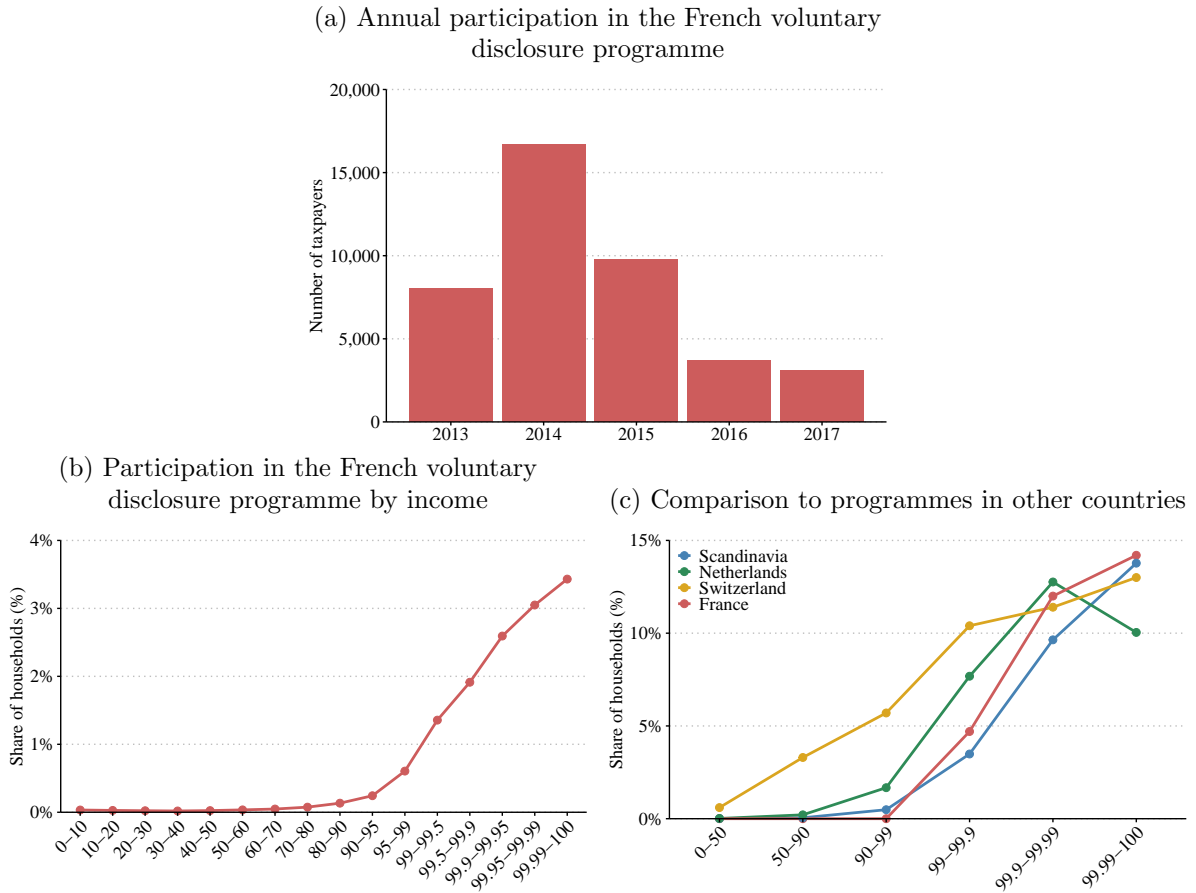 (a) Annual participation in the French voluntary
disclosure programme
20,000
15,000
10,000
5,000
0
Number of taxpayers
2013 2014 2015 2016 2017
(b) Participation in the French voluntary
disclosure programme by income
4%
3%
2%
1%
0%
Share of households (%)
0–10 10–20 20–30 30–40 40–50 50–60 60–70 70–80 80–90 90–95 95–99 99–99.5 99.5–99.9 99.9–99.95 99.95–99.99 99.99–100
(c) Comparison to programmes in other countries
15%
10%
5%
0%
Share of households (%)
Scandinavia
Netherlands
Switzerland
France
0–50 50–90 90–99 99–99.9 99.9–99.99 99.99–100